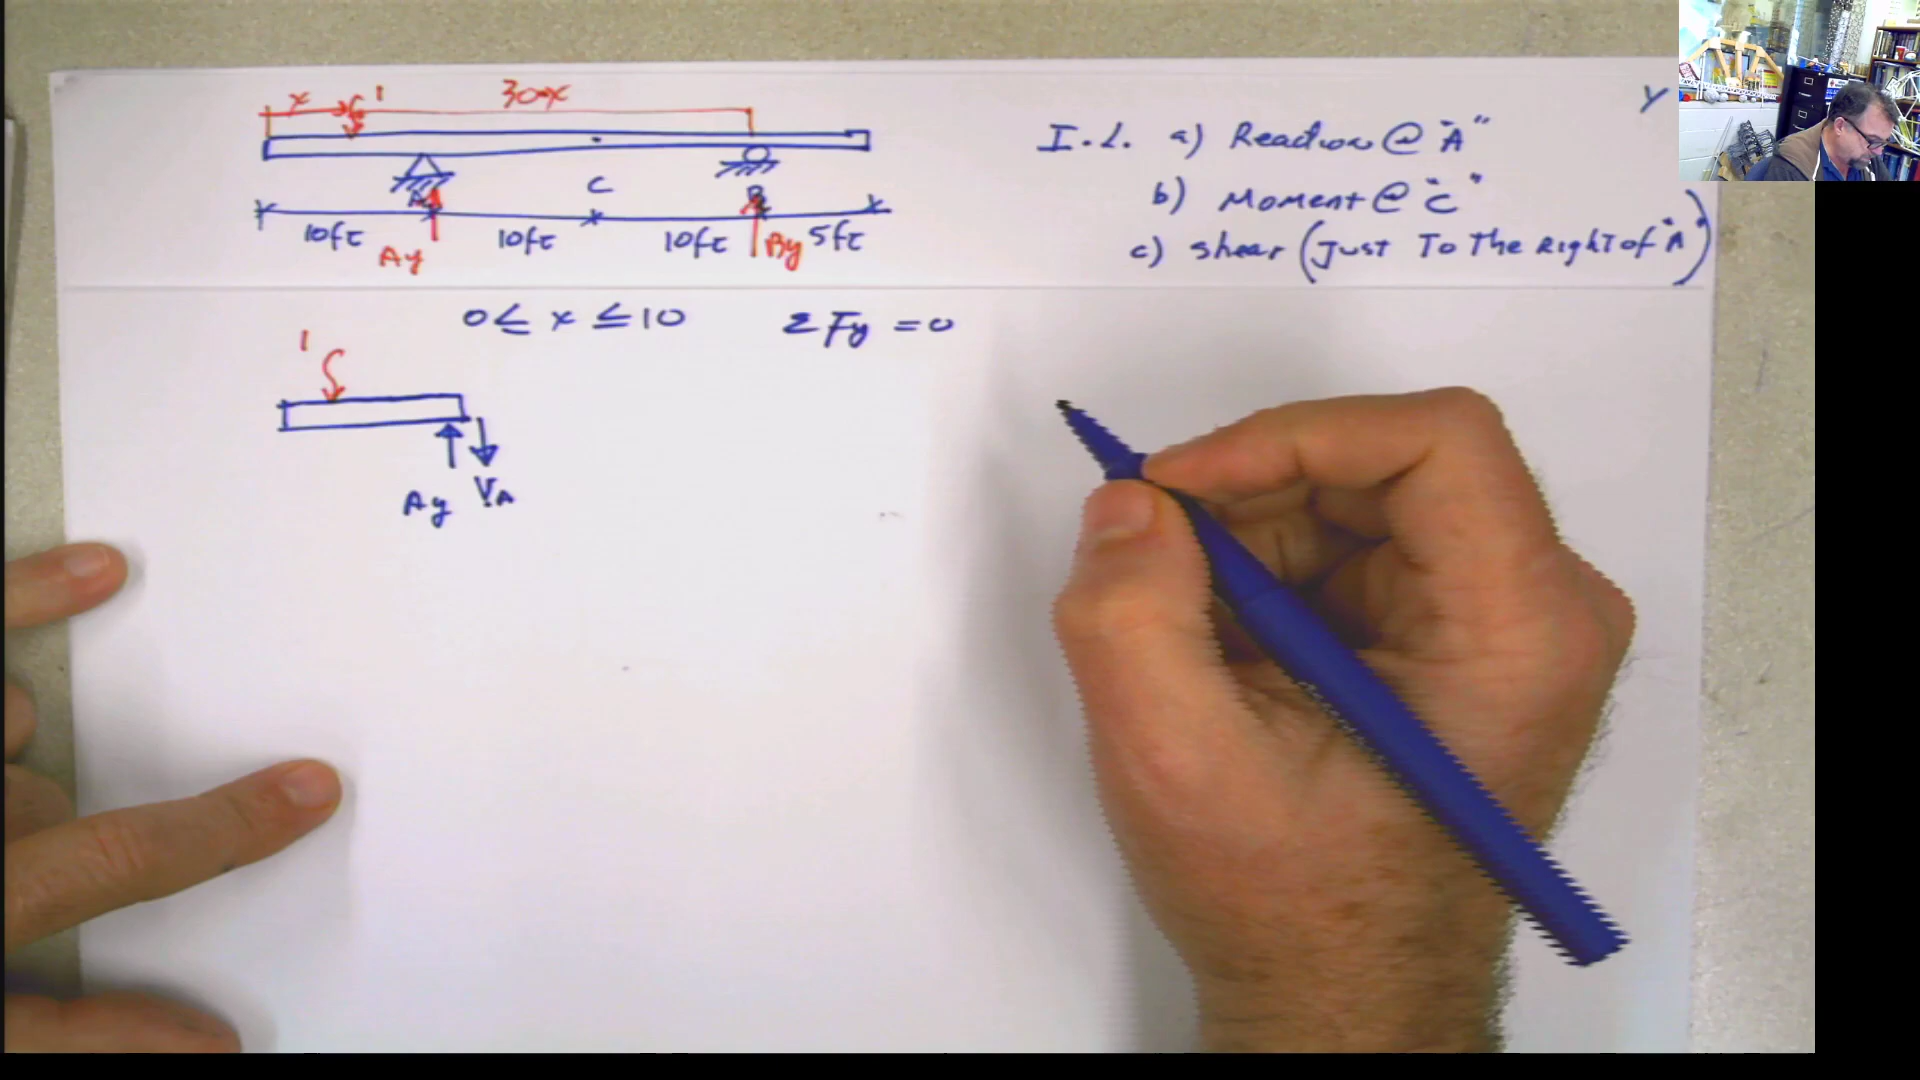 x 1 30-x
A C B
10ft Ay 10ft 10ft By 5ft
I.L. a) Reaction @ "A"
b) Moment @ "C"
c) shear (Just To The Right of "A")
Y
0 ≤ x ≤ 10 ΣFy = 0
1
Ay VA